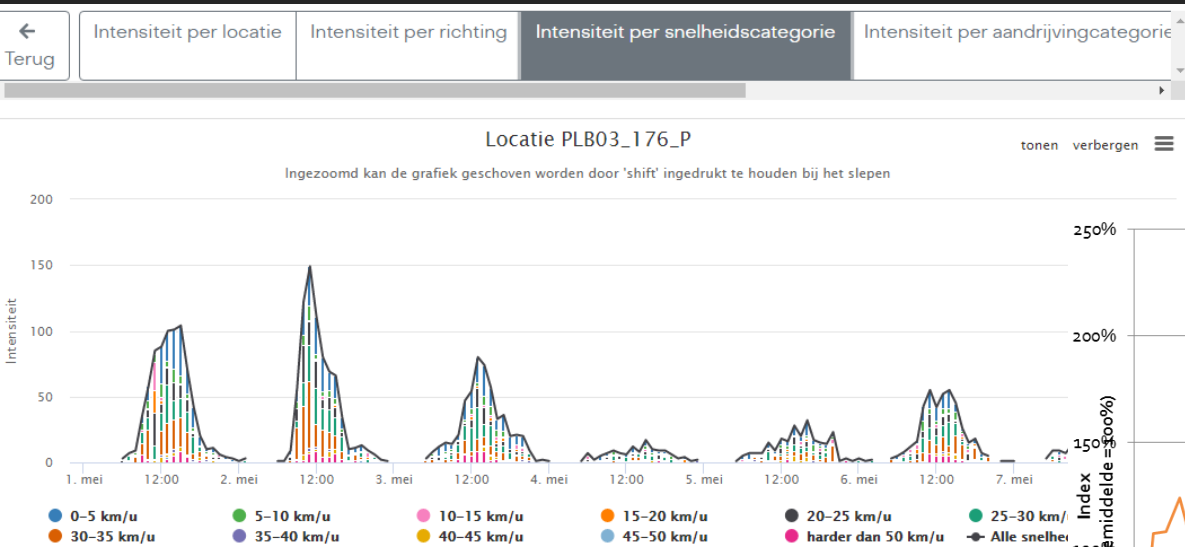 Terug
Intensiteit per locatie
Intensiteit per richting
Intensiteit per snelheidscategorie
Intensiteit per aandrijvingcategorie
Locatie PLB03_176_P
tonen verbergen
Ingezoomd kan de grafiek geschoven worden door 'shift' ingedrukt te houden bij het slepen
Intensiteit
200
150
100
50
0
1. mei 12:00 2. mei 12:00 3. mei 12:00 4. mei 12:00 5. mei 12:00 6. mei 12:00 7. mei
0-5 km/u 5-10 km/u 10-15 km/u 15-20 km/u 20-25 km/u 25-30 km/
30-35 km/u 35-40 km/u 40-45 km/u 45-50 km/u harder dan 50 km/u Alle snelhe
250%
200%
150%
Index